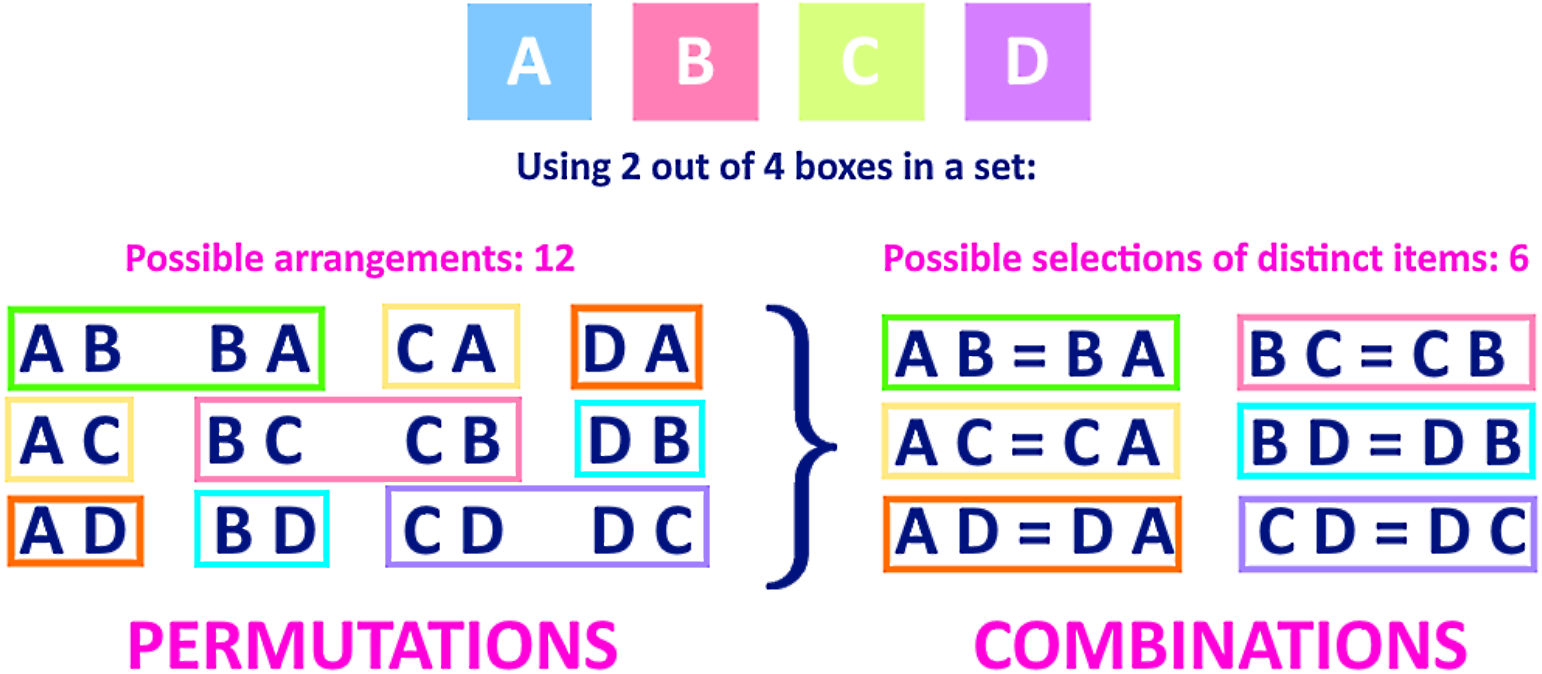 A B C D
Using 2 out of 4 boxes in a set:
Possible arrangements: 12
A B B A C A D A
A C B C C B D B
A D B D C D D C
PERMUTATIONS
Possible selections of distinct items: 6
A B = B A B C = C B
A C = C A B D = D B
A D = D A C D = D C
COMBINATIONS